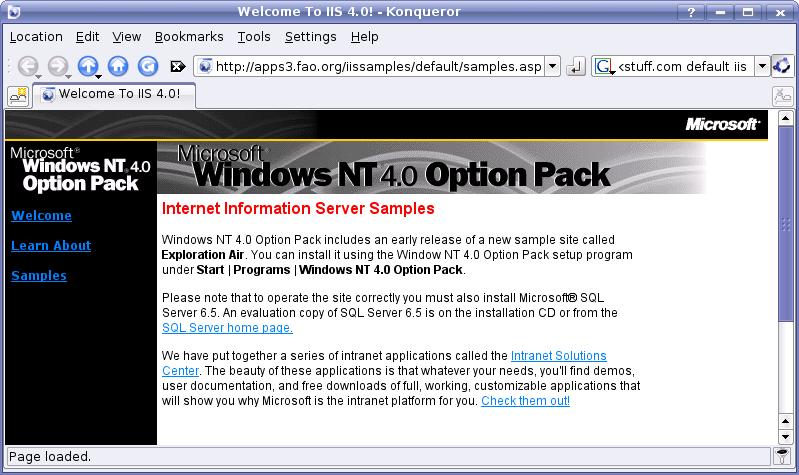 Welcome To IIS 4.0! - Konqueror
Location Edit View Bookmarks Tools Settings Help
http://apps3.fao.org/iissamples/default/samples.asp
<stuff.com default iis
Welcome To IIS 4.0!
Microsoft
Microsoft®
Windows NT 4.0
Option Pack
Microsoft®
Windows NT 4.0 Option Pack
Welcome
Learn About
Samples
Internet Information Server Samples
Windows NT 4.0 Option Pack includes an early release of a new sample site called
Exploration Air. You can install it using the Window NT 4.0 Option Pack setup program
under Start | Programs | Windows NT 4.0 Option Pack.
Please note that to operate the site correctly you must also install Microsoft® SQL
Server 6.5. An evaluation copy of SQL Server 6.5 is on the installation CD or from the
SQL Server home page.
We have put together a series of intranet applications called the Intranet Solutions
Center. The beauty of these applications is that whatever your needs, you'll find demos,
user documentation, and free downloads of full, working, customizable applications that
will show you why Microsoft is the intranet platform for you. Check them out!
Page loaded.